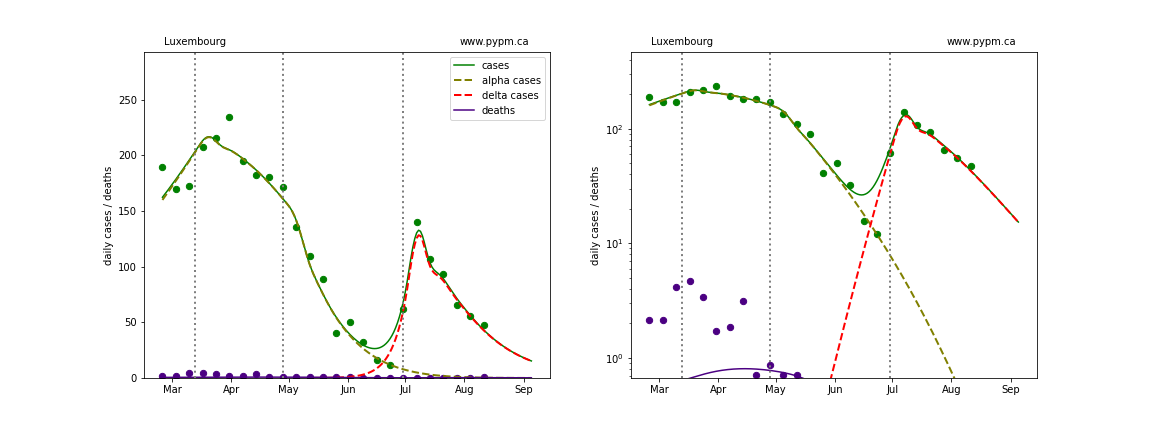 Luxembourg www.pypm.ca
cases
alpha cases
delta cases
deaths
daily cases / deaths
250
200
150
100
50
0
Mar Apr May Jun Jul Aug Sep
Luxembourg www.pypm.ca
daily cases / deaths
10²
10¹
10⁰
Mar Apr May Jun Jul Aug Sep